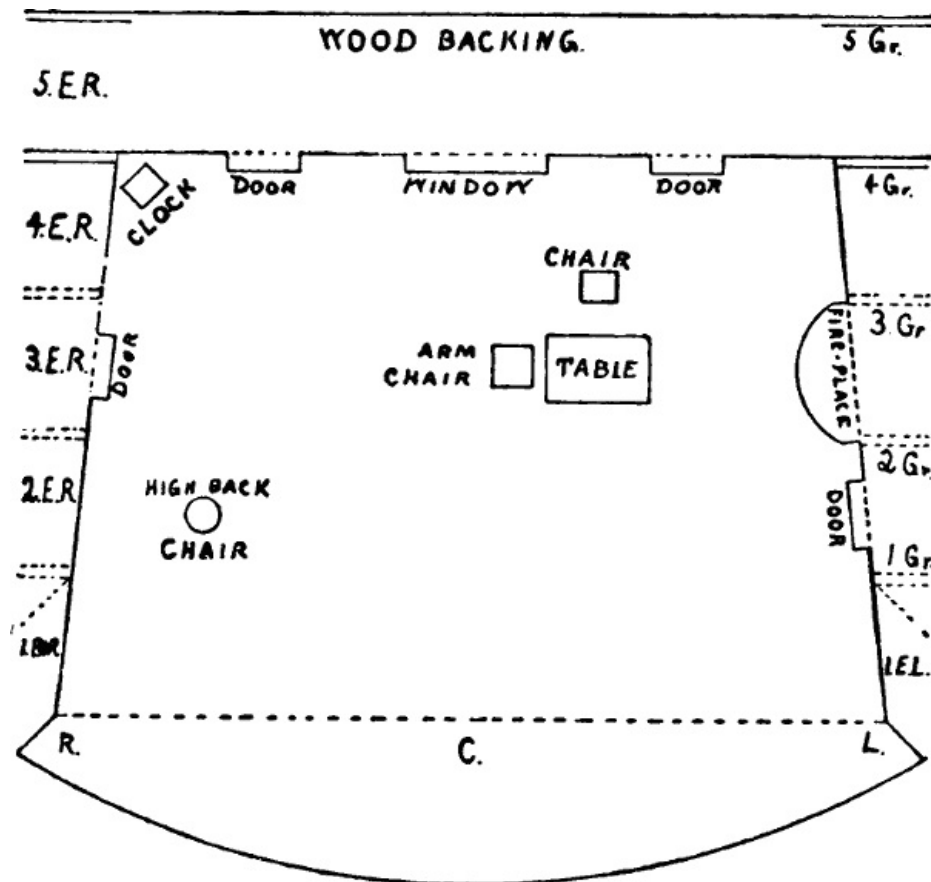 WOOD BACKING.
5 Gr.
5.E.R.
DOOR
WINDOW
DOOR
4 Gr.
CLOCK
4.E.R.
CHAIR
3.E.R.
DOOR
ARM
CHAIR
TABLE
FIRE-PLACE
3.Gr
2.E.R
HIGH BACK
CHAIR
2 Gr.
DOOR
1 Gr.
1.E.L.
R.
C.
L.